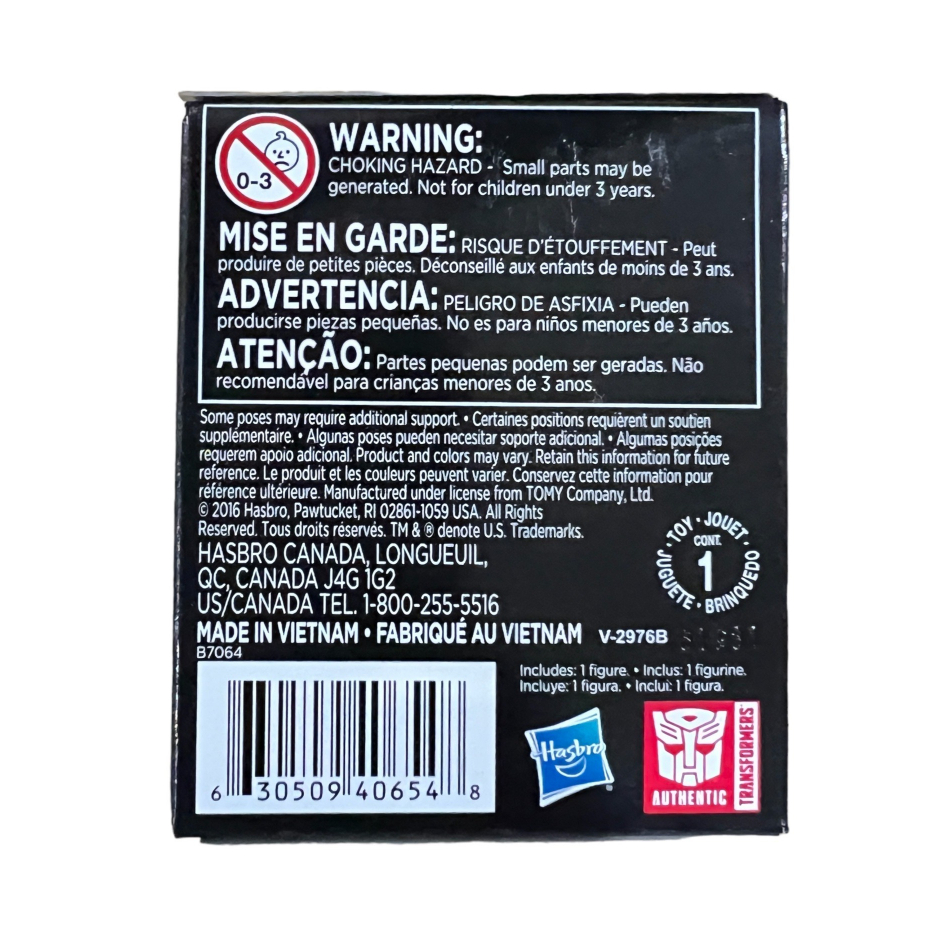 0-3
WARNING:
CHOKING HAZARD - Small parts may be
generated. Not for children under 3 years.
MISE EN GARDE: RISQUE D'ÉTOUFFEMENT - Peut
produire de petites pièces. Déconseillé aux enfants de moins de 3 ans.
ADVERTENCIA: PELIGRO DE ASFIXIA - Pueden
producirse piezas pequeñas. No es para niños menores de 3 años.
ATENÇÃO: Partes pequenas podem ser geradas. Não
recomendável para crianças menores de 3 anos.
Some poses may require additional support. • Certaines positions requièrent un soutien
supplémentaire. • Algunas poses pueden necesitar soporte adicional. • Algumas posições
requerem apoio adicional. Product and colors may vary. Retain this information for future
reference. Le produit et les couleurs peuvent varier. Conservez cette information pour
référence ultérieure. Manufactured under license from TOMY Company, Ltd.
© 2016 Hasbro, Pawtucket, RI 02861-1059 USA. All Rights
Reserved. Tous droits réservés. TM & ® denote U.S. Trademarks.
HASBRO CANADA, LONGUEUIL,
QC, CANADA J4G 1G2
US/CANADA TEL. 1-800-255-5516
TOY • JOUET • BRINQUEDO • JUGUETE •
CONT.
1
MADE IN VIETNAM • FABRIQUÉ AU VIETNAM V-2976B
B7064
Includes: 1 figure. • Inclus: 1 figurine.
Incluye: 1 figura. • Inclui: 1 figura.
6 30509 40654 8
Hasbro
AUTHENTIC
TRANSFORMERS